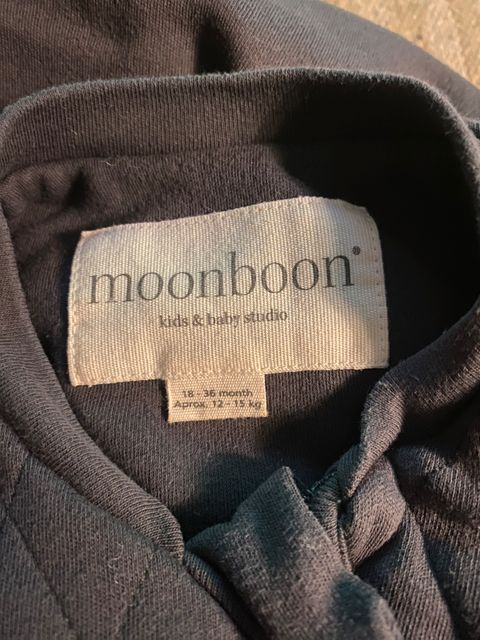 moonboon®
kids & baby studio
18 - 36 month
Aprox. 12 - 15 kg